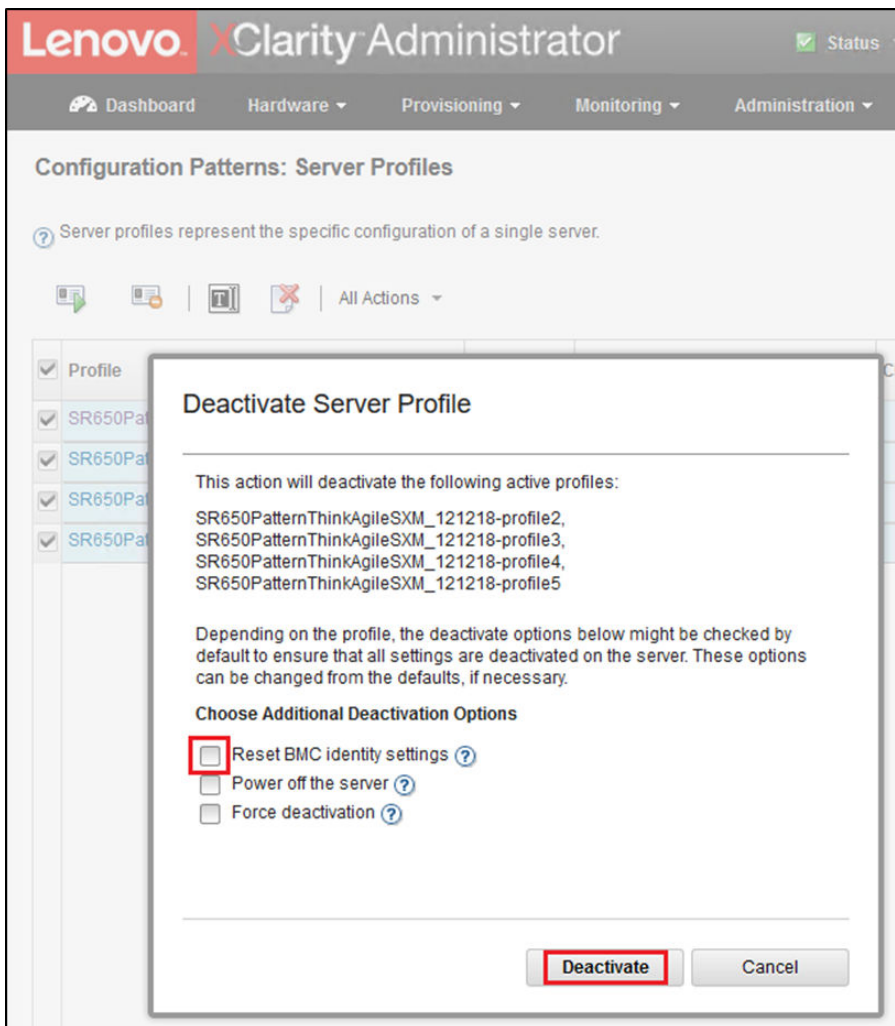 Lenovo. XClarity Administrator Status
Dashboard Hardware Provisioning Monitoring Administration
Configuration Patterns: Server Profiles
? Server profiles represent the specific configuration of a single server.
T All Actions
Profile C
SR650Pat
SR650Pat
SR650Pat
SR650Pat
Deactivate Server Profile
This action will deactivate the following active profiles:
SR650PatternThinkAgileSXM_121218-profile2,
SR650PatternThinkAgileSXM_121218-profile3,
SR650PatternThinkAgileSXM_121218-profile4,
SR650PatternThinkAgileSXM_121218-profile5
Depending on the profile, the deactivate options below might be checked by
default to ensure that all settings are deactivated on the server. These options
can be changed from the defaults, if necessary.
Choose Additional Deactivation Options
Reset BMC identity settings ?
Power off the server ?
Force deactivation ?
Deactivate Cancel